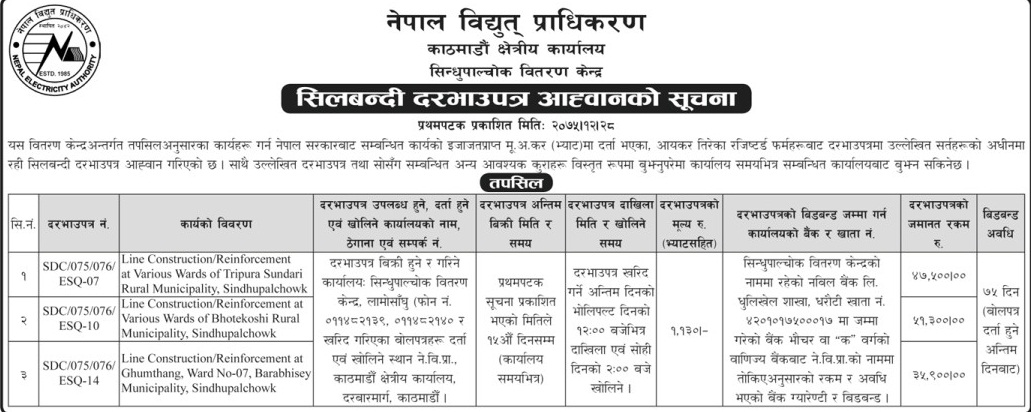 नेपाल विद्युत् प्राधिकरण
स्थापित २०४२
NEPAL ELECTRICITY AUTHORITY
ESTD. 1985
नेपाल विद्युत् प्राधिकरण
काठमाडौं क्षेत्रीय कार्यालय
सिन्धुपाल्चोक वितरण केन्द्र
सिलबन्दी दरभाउपत्र आह्वानको सूचना
प्रथमपटक प्रकाशित मितिः २०७५।१२।२८
यस वितरण केन्द्रअन्तर्गत तपसिलअनुसारका कार्यहरू गर्न नेपाल सरकारबाट सम्बन्धित कार्यको इजाजतप्राप्त मू.अ.कर (भ्याट)मा दर्ता भएका, आयकर तिरेका रजिष्टर्ड फर्महरूबाट दरभाउपत्रमा उल्लेखित सर्तहरूको अधीनमा
रही सिलबन्दी दरभाउपत्र आह्वान गरिएको छ । साथै उल्लेखित दरभाउपत्र तथा सोसँग सम्बन्धित अन्य आवश्यक कुराहरू विस्तृत रूपमा बुझ्नुपरेमा कार्यालय समयभित्र सम्बन्धित कार्यालयबाट बुझ्न सकिनेछ ।
तपसिल
सि.नं.
दरभाउपत्र नं.
कार्यको विवरण
दरभाउपत्र उपलब्ध हुने, दर्ता हुने
एवं खोलिने कार्यालयको नाम,
ठेगाना एवं सम्पर्क नं.
दरभाउपत्र अन्तिम
बिक्री मिति र
समय
दरभाउपत्र दाखिला
मिति र खोलिने
समय
दरभाउपत्रको
मूल्य रु.
(भ्याटसहित)
दरभाउपत्रको बिडबन्ड जम्मा गर्न
कार्यालयको बैंक र खाता नं.
दरभाउपत्रको
जमानत रकम
रु.
बिडबन्ड
अवधि
१
SDC/075/076/
ESQ-07
Line Construction/Reinforcement
at Various Wards of Tripura Sundari
Rural Municipality, Sindhupalchowk
२
SDC/075/076/
ESQ-10
Line Construction/Reinforcement at
Various Wards of Bhotekoshi Rural
Municipality, Sindhupalchowk
३
SDC/075/076/
ESQ-14
Line Construction/Reinforcement at
Ghumthang, Ward No-07, Barabhisey
Municipality, Sindhupalchowk
दरभाउपत्र बिक्री हुने र गरिने
कार्यालयः सिन्धुपाल्चोक वितरण
केन्द्र, लामोसाँघु (फोन नं.
०११४८२१३९, ०११४८२१४० र
खरिद गरिएका बोलपत्रहरू दर्ता
एवं खोलिने स्थान ने.वि.प्रा.,
काठमाडौं क्षेत्रीय कार्यालय,
दरबारमार्ग, काठमाडौं ।
प्रथमपटक
सूचना प्रकाशित
भएको मितिले
१५औँ दिनसम्म
(कार्यालय
समयभित्र)
दरभाउपत्र खरिद
गर्ने अन्तिम दिनको
भोलिपल्ट दिनको
१२:०० बजेभित्र
दाखिला एवं सोही
दिनको २:०० बजे
खोलिने ।
१,१३०।-
सिन्धुपाल्चोक वितरण केन्द्रको
नाममा रहेको नबिल बैंक लि.
धुलिखेल शाखा, धरौटी खाता नं.
४२०१०१७५०००१७ मा जम्मा
गरेको बैंक भौचर वा “क” वर्गको
वाणिज्य बैंकबाट ने.वि.प्रा.को नाममा
तोकिएअनुसारको रकम र अवधि
भएको बैंक ग्यारेण्टी र बिडबन्ड ।
४७,५००।००
५१,३००।००
३५,९००।००
७५ दिन
(बोलपत्र
दर्ता हुने
अन्तिम
दिनबाट)